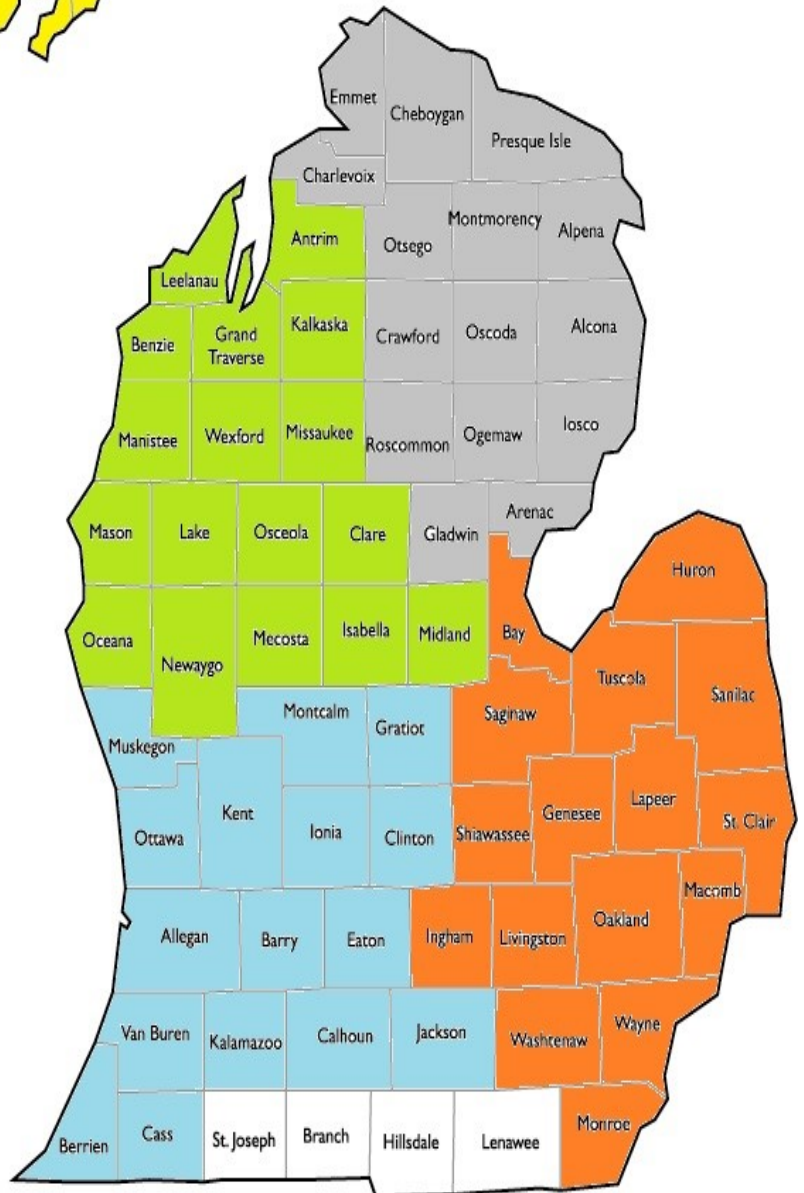 Emmet
Cheboygan
Presque Isle
Charlevoix
Antrim
Otsego
Montmorency
Alpena
Leelanau
Benzie
Grand
Traverse
Kalkaska
Crawford
Oscoda
Alcona
Manistee
Wexford
Missaukee
Roscommon
Ogemaw
Iosco
Mason
Lake
Osceola
Clare
Gladwin
Arenac
Huron
Oceana
Newaygo
Mecosta
Isabella
Midland
Bay
Tuscola
Sanilac
Muskegon
Montcalm
Gratiot
Saginaw
Ottawa
Kent
Ionia
Clinton
Shiawassee
Genesee
Lapeer
St. Clair
Allegan
Barry
Eaton
Ingham
Livingston
Oakland
Macomb
Van Buren
Kalamazoo
Calhoun
Jackson
Washtenaw
Wayne
Berrien
Cass
St. Joseph
Branch
Hillsdale
Lenawee
Monroe